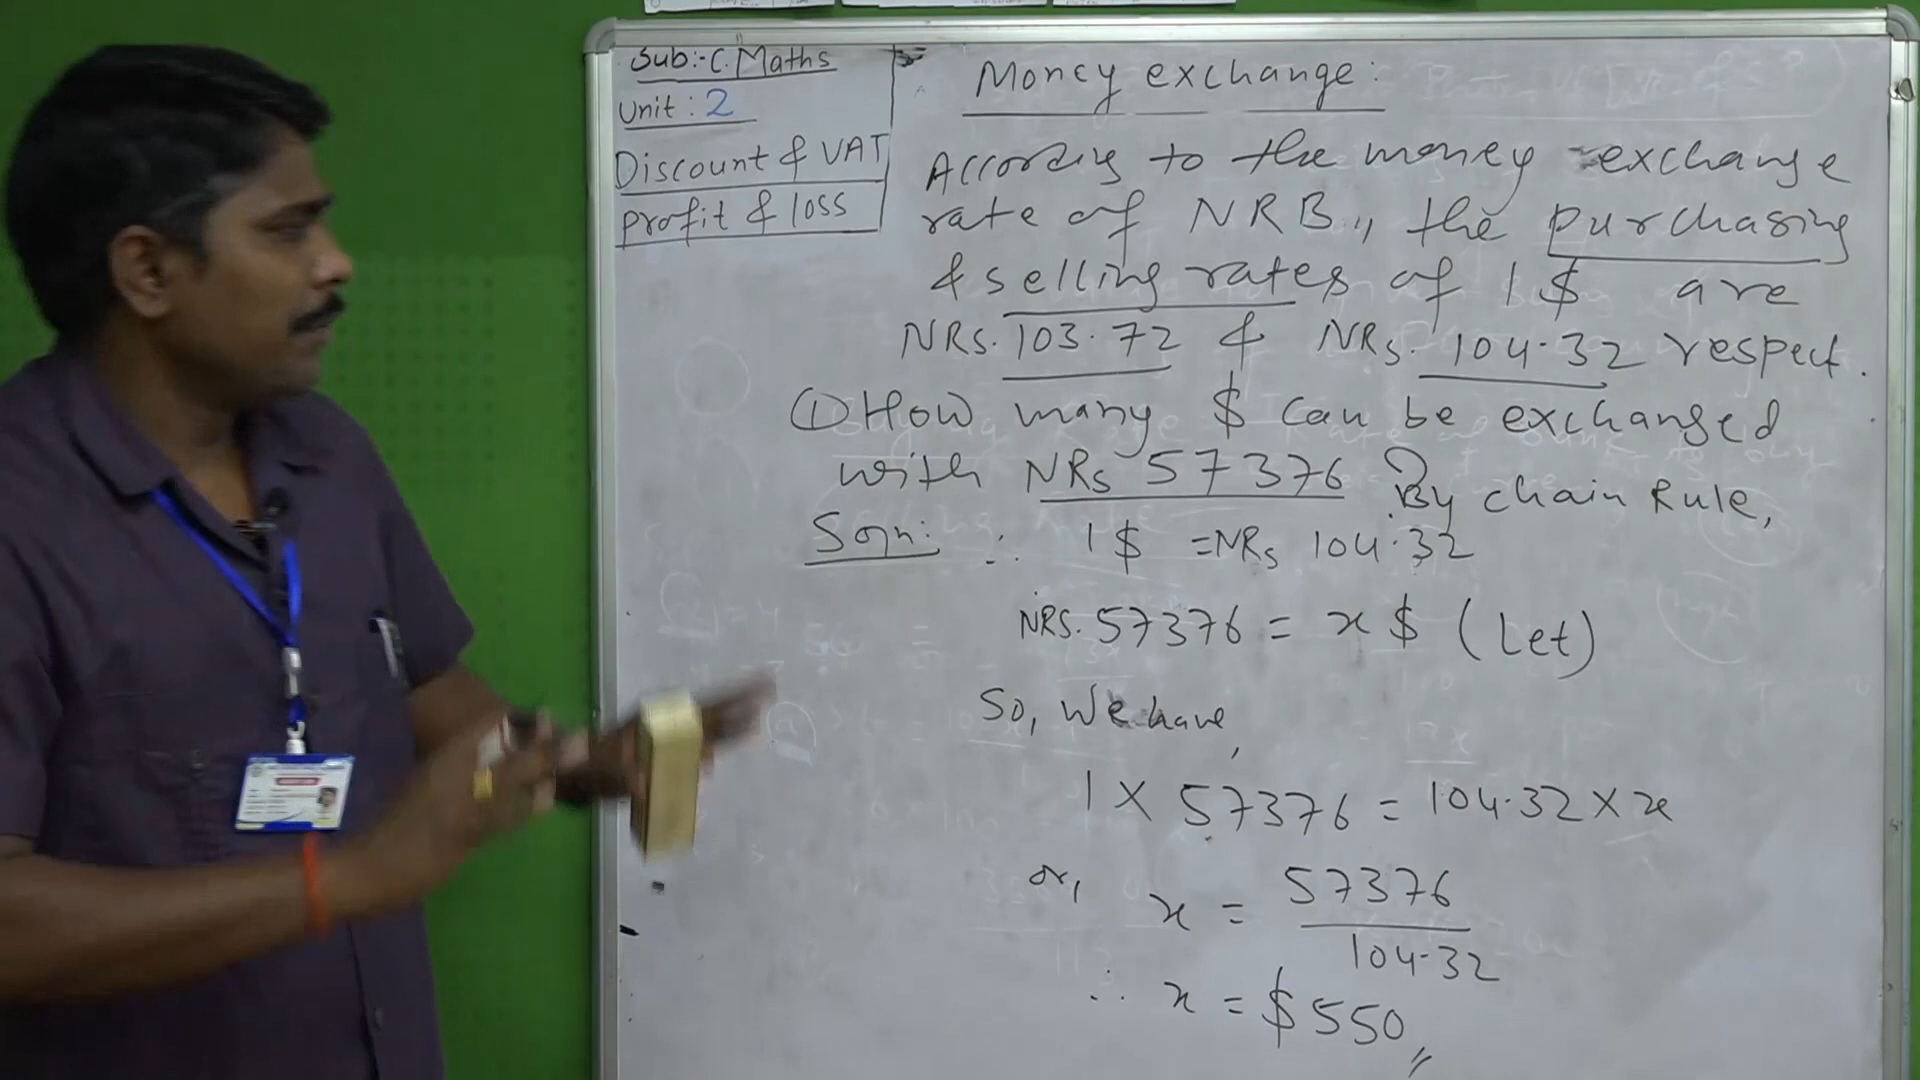 Sub:- C. Maths
Unit : 2
Discount & VAT
Profit & loss
Money exchange:
According to the money exchange
rate of NRB., the purchasing
& selling rates of 1 $ are
NRs. 103.72 & NRs. 104.32 respect.
(1) How many $ can be exchanged
with NRs 57376 ?
By chain Rule,
Soln: ∴ 1 $ = NRs 104.32
NRS. 57376 = x $ (Let)
So, We have,
1 × 57376 = 104.32 × x
or, x = 57376 / 104.32
∴ x = $ 550,,